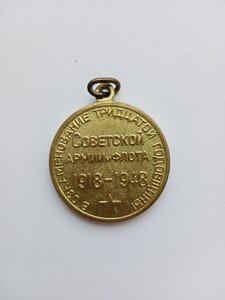 В ОЗНАМЕНОВАНИЕ ТРИДЦАТОЙ ГОДОВЩИНЫ
СОВЕТСКОЙ
АРМИИ И ФЛОТА
1918-1948